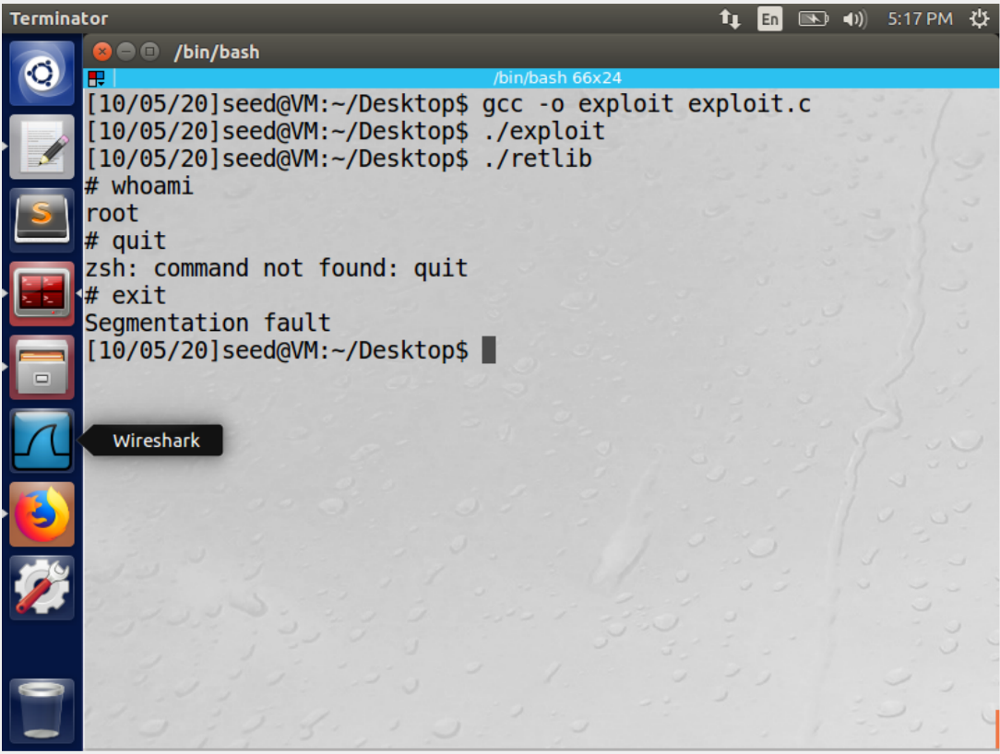 Terminator
En
5:17 PM
/bin/bash
/bin/bash 66x24
[10/05/20]seed@VM:~/Desktop$ gcc -o exploit exploit.c
[10/05/20]seed@VM:~/Desktop$ ./exploit
[10/05/20]seed@VM:~/Desktop$ ./retlib
# whoami
root
# quit
zsh: command not found: quit
# exit
Segmentation fault
[10/05/20]seed@VM:~/Desktop$
Wireshark